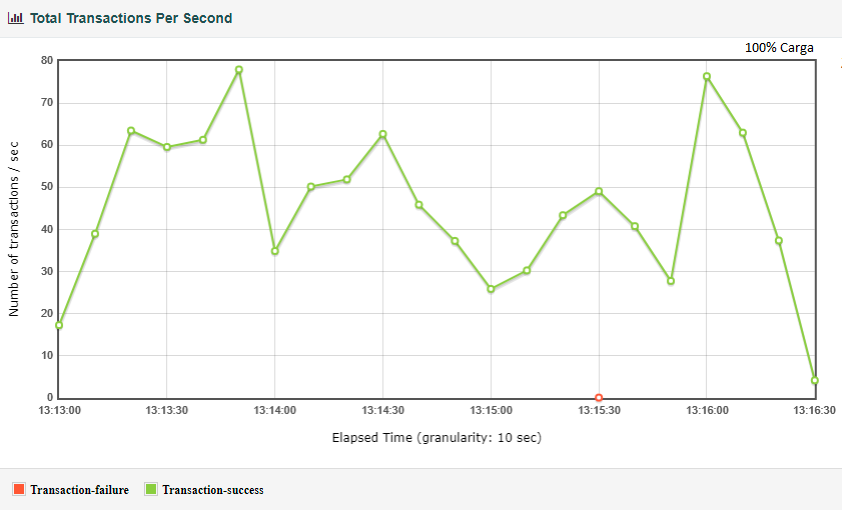 Total Transactions Per Second
100% Carga
80
70
60
50
40
30
20
10
0
Number of transactions / sec
13:13:00 13:13:30 13:14:00 13:14:30 13:15:00 13:15:30 13:16:00 13:16:30
Elapsed Time (granularity: 10 sec)
Transaction-failure Transaction-success